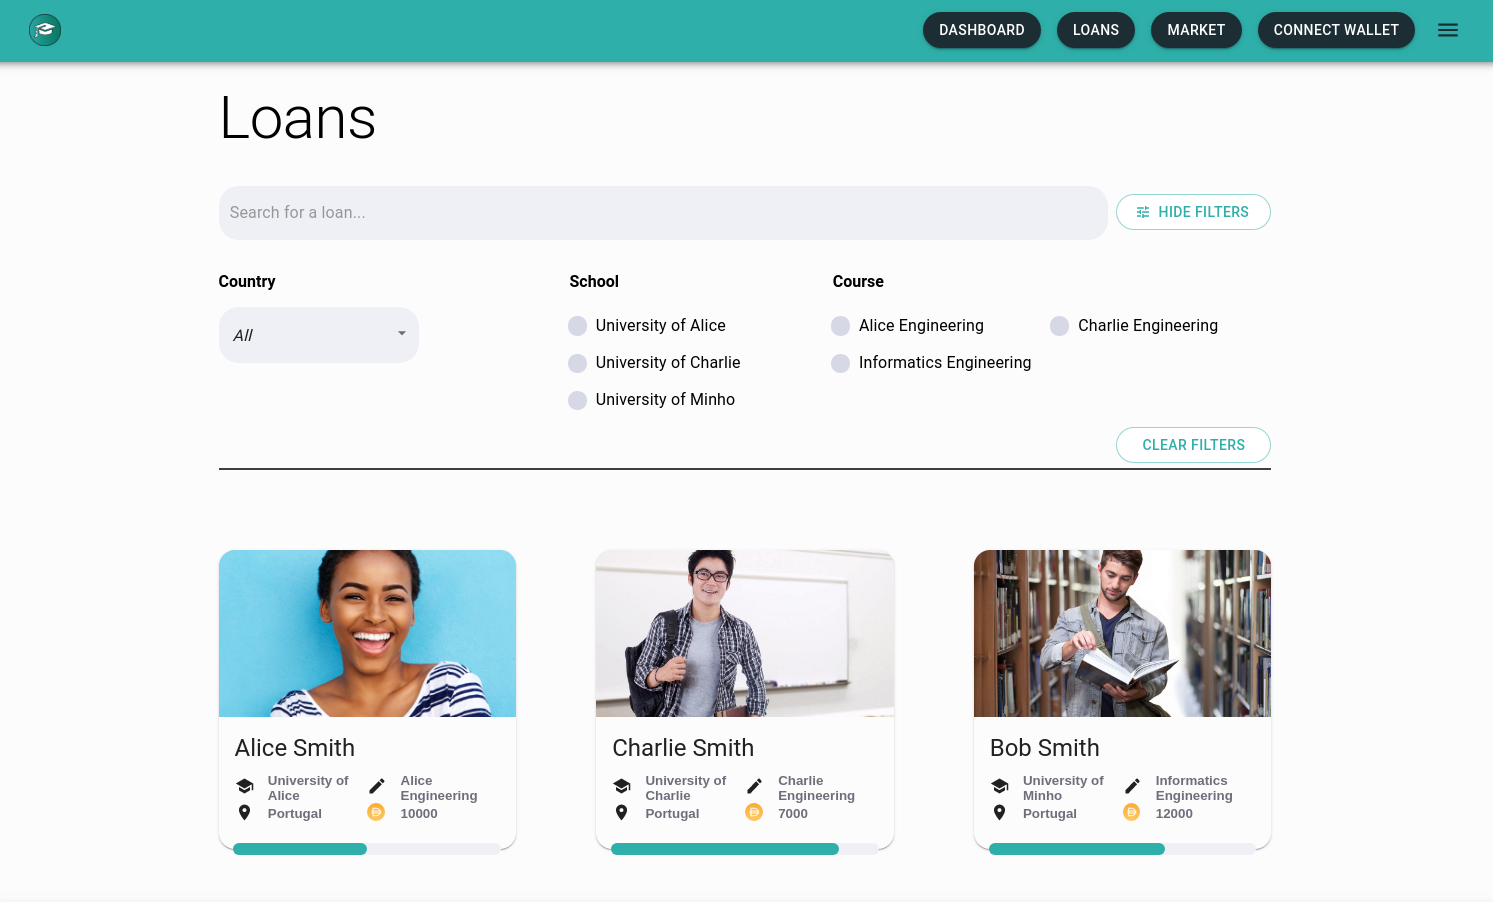 DASHBOARD
LOANS
MARKET
CONNECT WALLET
Loans
Search for a loan...
HIDE FILTERS
Country
School
Course
All
University of Alice
Alice Engineering
Charlie Engineering
University of Charlie
Informatics Engineering
University of Minho
CLEAR FILTERS
Alice Smith
University of
Alice
Alice
Engineering
Portugal
10000
Charlie Smith
University of
Charlie
Charlie
Engineering
Portugal
7000
Bob Smith
University of
Minho
Informatics
Engineering
Portugal
12000